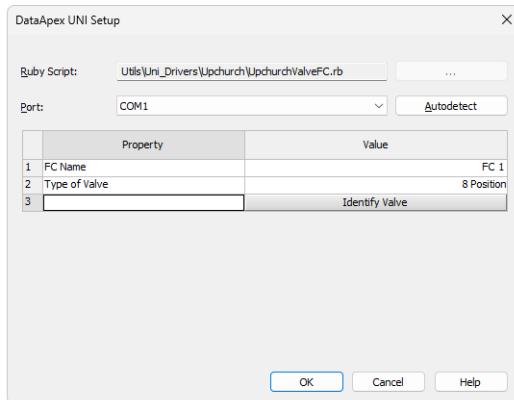 DataApex UNI Setup
Ruby Script: Utils\Uni_Drivers\Upchurch\UpchurchValveFC.rb ...
Port: COM1 Autodetect
Property Value
1 FC Name FC 1
2 Type of Valve 8 Position
3 Identify Valve
OK Cancel Help